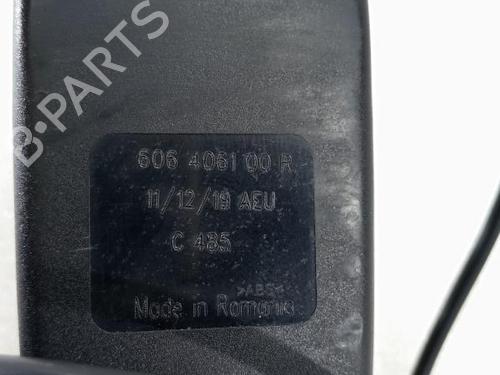 B-PARTS
606 4061 00 R
11/12/19 AEU
C 485
>ABS<
Made in Romania